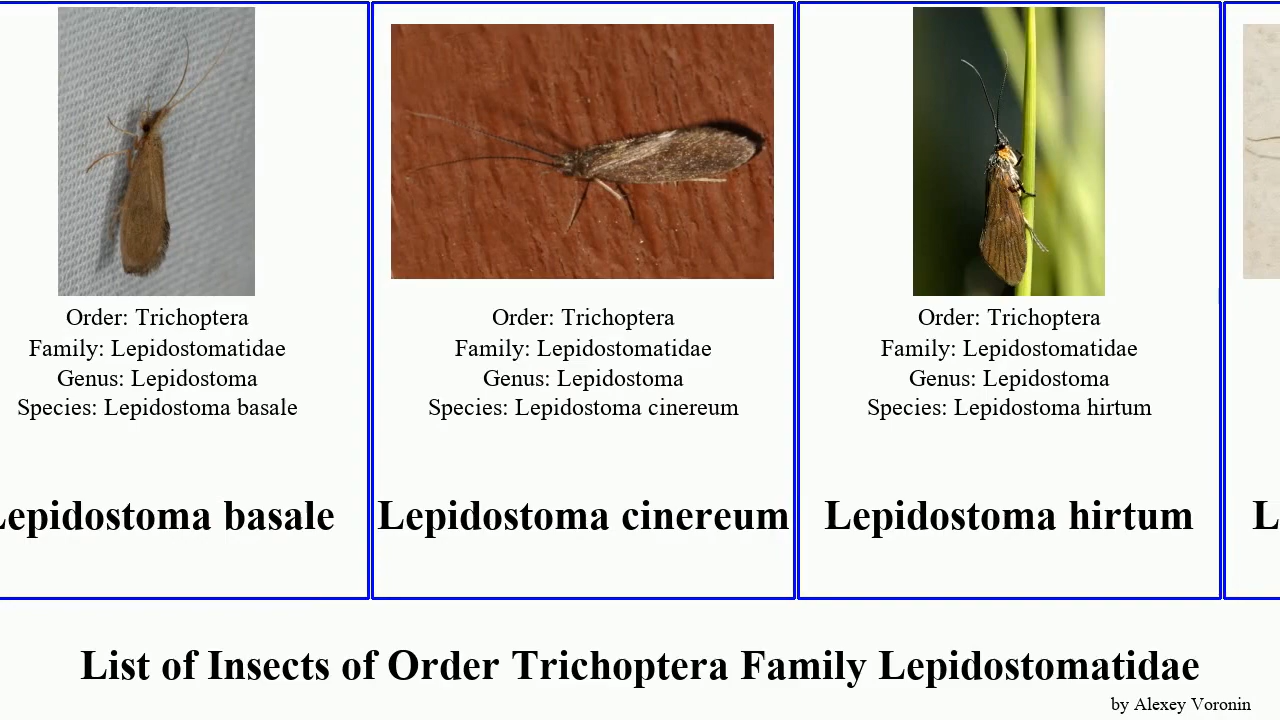 Order: Trichoptera
Family: Lepidostomatidae
Genus: Lepidostoma
Species: Lepidostoma basale
Lepidostoma basale
Order: Trichoptera
Family: Lepidostomatidae
Genus: Lepidostoma
Species: Lepidostoma cinereum
Lepidostoma cinereum
Order: Trichoptera
Family: Lepidostomatidae
Genus: Lepidostoma
Species: Lepidostoma hirtum
Lepidostoma hirtum
L
List of Insects of Order Trichoptera Family Lepidostomatidae
by Alexey Voronin